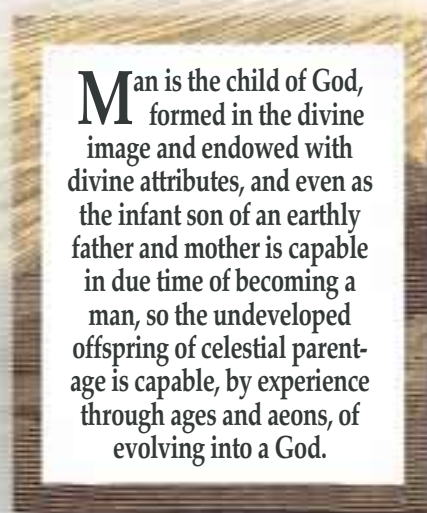 Man is the child of God,
formed in the divine
image and endowed with
divine attributes, and even as
the infant son of an earthly
father and mother is capable
in due time of becoming a
man, so the undeveloped
offspring of celestial parent-
age is capable, by experience
through ages and aeons, of
evolving into a God.